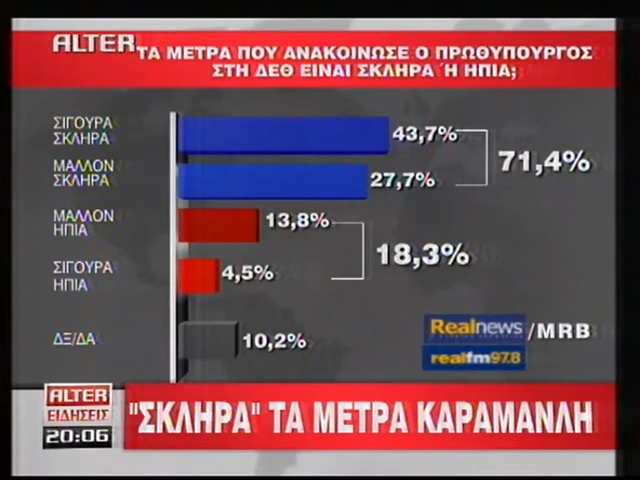 ALTER
ΤΑ ΜΕΤΡΑ ΠΟΥ ΑΝΑΚΟΙΝΩΣΕ Ο ΠΡΩΘΥΠΟΥΡΓΟΣ
ΣΤΗ ΔΕΘ ΕΙΝΑΙ ΣΚΛΗΡΑ Ή ΗΠΙΑ;
ΣΙΓΟΥΡΑ
ΣΚΛΗΡΑ
43,7%
ΜΑΛΛΟΝ
ΣΚΛΗΡΑ
27,7%
71,4%
ΜΑΛΛΟΝ
ΗΠΙΑ
13,8%
ΣΙΓΟΥΡΑ
ΗΠΙΑ
4,5%
18,3%
ΔΞ/ΔΑ
10,2%
Realnews /MRB
realfm 97.8
ALTER
ΕΙΔΗΣΕΙΣ
20:06
"ΣΚΛΗΡΑ" ΤΑ ΜΕΤΡΑ ΚΑΡΑΜΑΝΛΗ